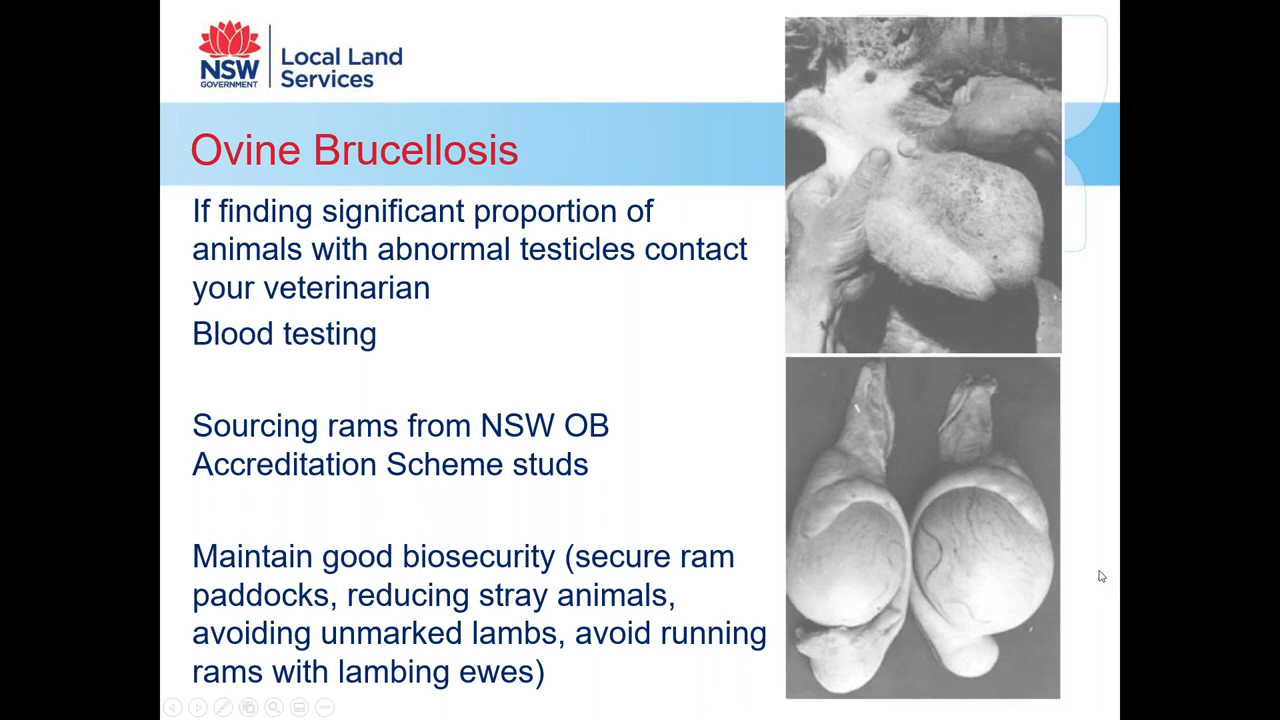 NSW
GOVERNMENT
Local Land
Services
Ovine Brucellosis
If finding significant proportion of
animals with abnormal testicles contact
your veterinarian
Blood testing
Sourcing rams from NSW OB
Accreditation Scheme studs
Maintain good biosecurity (secure ram
paddocks, reducing stray animals,
avoiding unmarked lambs, avoid running
rams with lambing ewes)